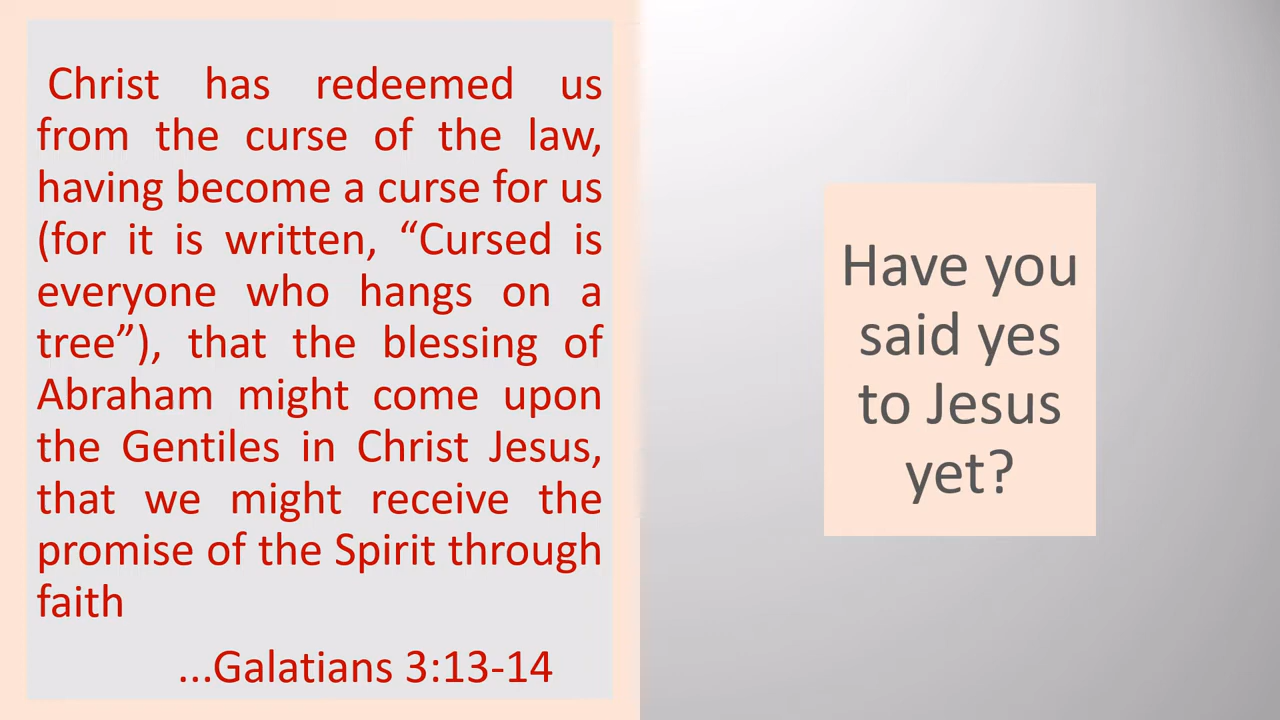 Christ has redeemed us
from the curse of the law,
having become a curse for us
(for it is written, “Cursed is
everyone who hangs on a
tree”), that the blessing of
Abraham might come upon
the Gentiles in Christ Jesus,
that we might receive the
promise of the Spirit through
faith
...Galatians 3:13-14
Have you
said yes
to Jesus
yet?